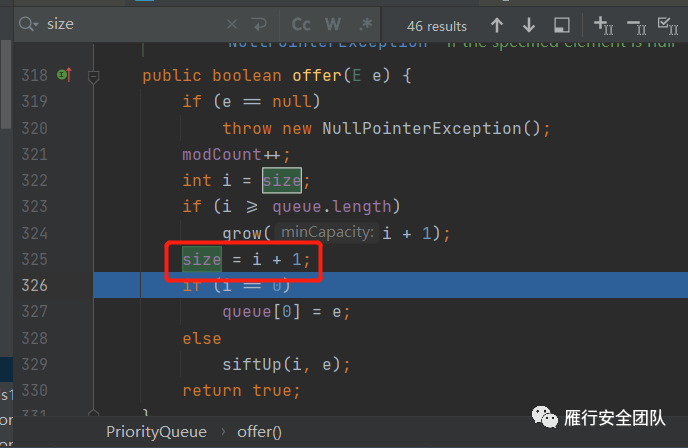 size
Cc W .*
46 results
NullPointerException if the specified element is null
318 public boolean offer(E e) {
319 if (e == null)
320 throw new NullPointerException();
321 modCount++;
322 int i = size;
323 if (i >= queue.length)
324 grow( minCapacity: i + 1);
325 size = i + 1;
326 if (i == 0)
327 queue[0] = e;
328 else
329 siftUp(i, e);
330 return true;
331 }
PriorityQueue › offer()
雁行安全团队